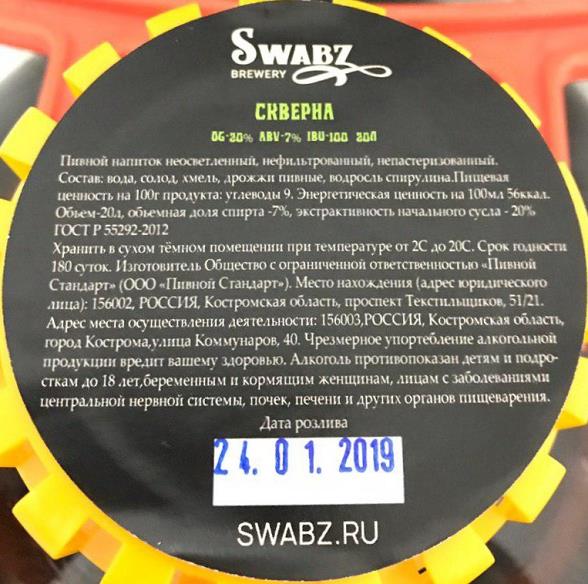 SWABZ
BREWERY
СКВЕРНА
OG-20% ABV-7% IBU-100 20Л
Пивной напиток неосветленный, нефильтрованный, непастеризованный.
Состав: вода, солод, хмель, дрожжи пивные, водросль спирулина.Пищевая
ценность на 100г продукта: углеводы 9. Энергетическая ценность на 100мл 56ккал.
Объем-20л, объемная доля спирта -7%, экстрактивность начального сусла - 20%
ГОСТ Р 55292-2012
Хранить в сухом тёмном помещении при температуре от 2С до 20С. Срок годности
180 суток. Изготовитель Общество с ограниченной ответственностью «Пивной
Стандарт» (ООО «Пивной Стандарт»). Место нахождения (адрес юридического
лица): 156002, РОССИЯ, Костромская область, проспект Текстильщиков, 51/21.
Адрес места осуществления деятельности: 156003,РОССИЯ, Костромская область,
город Кострома,улица Коммунаров, 40. Чрезмерное упортебление алкогольной
продукции вредит вашему здоровью. Алкоголь противопоказан детям и подро-
сткам до 18 лет,беременным и кормящим женщинам, лицам с заболеваниями
центральной нервной системы, почек, печени и других органов пищеварения.
Дата розлива
24.01.2019
SWABZ.RU